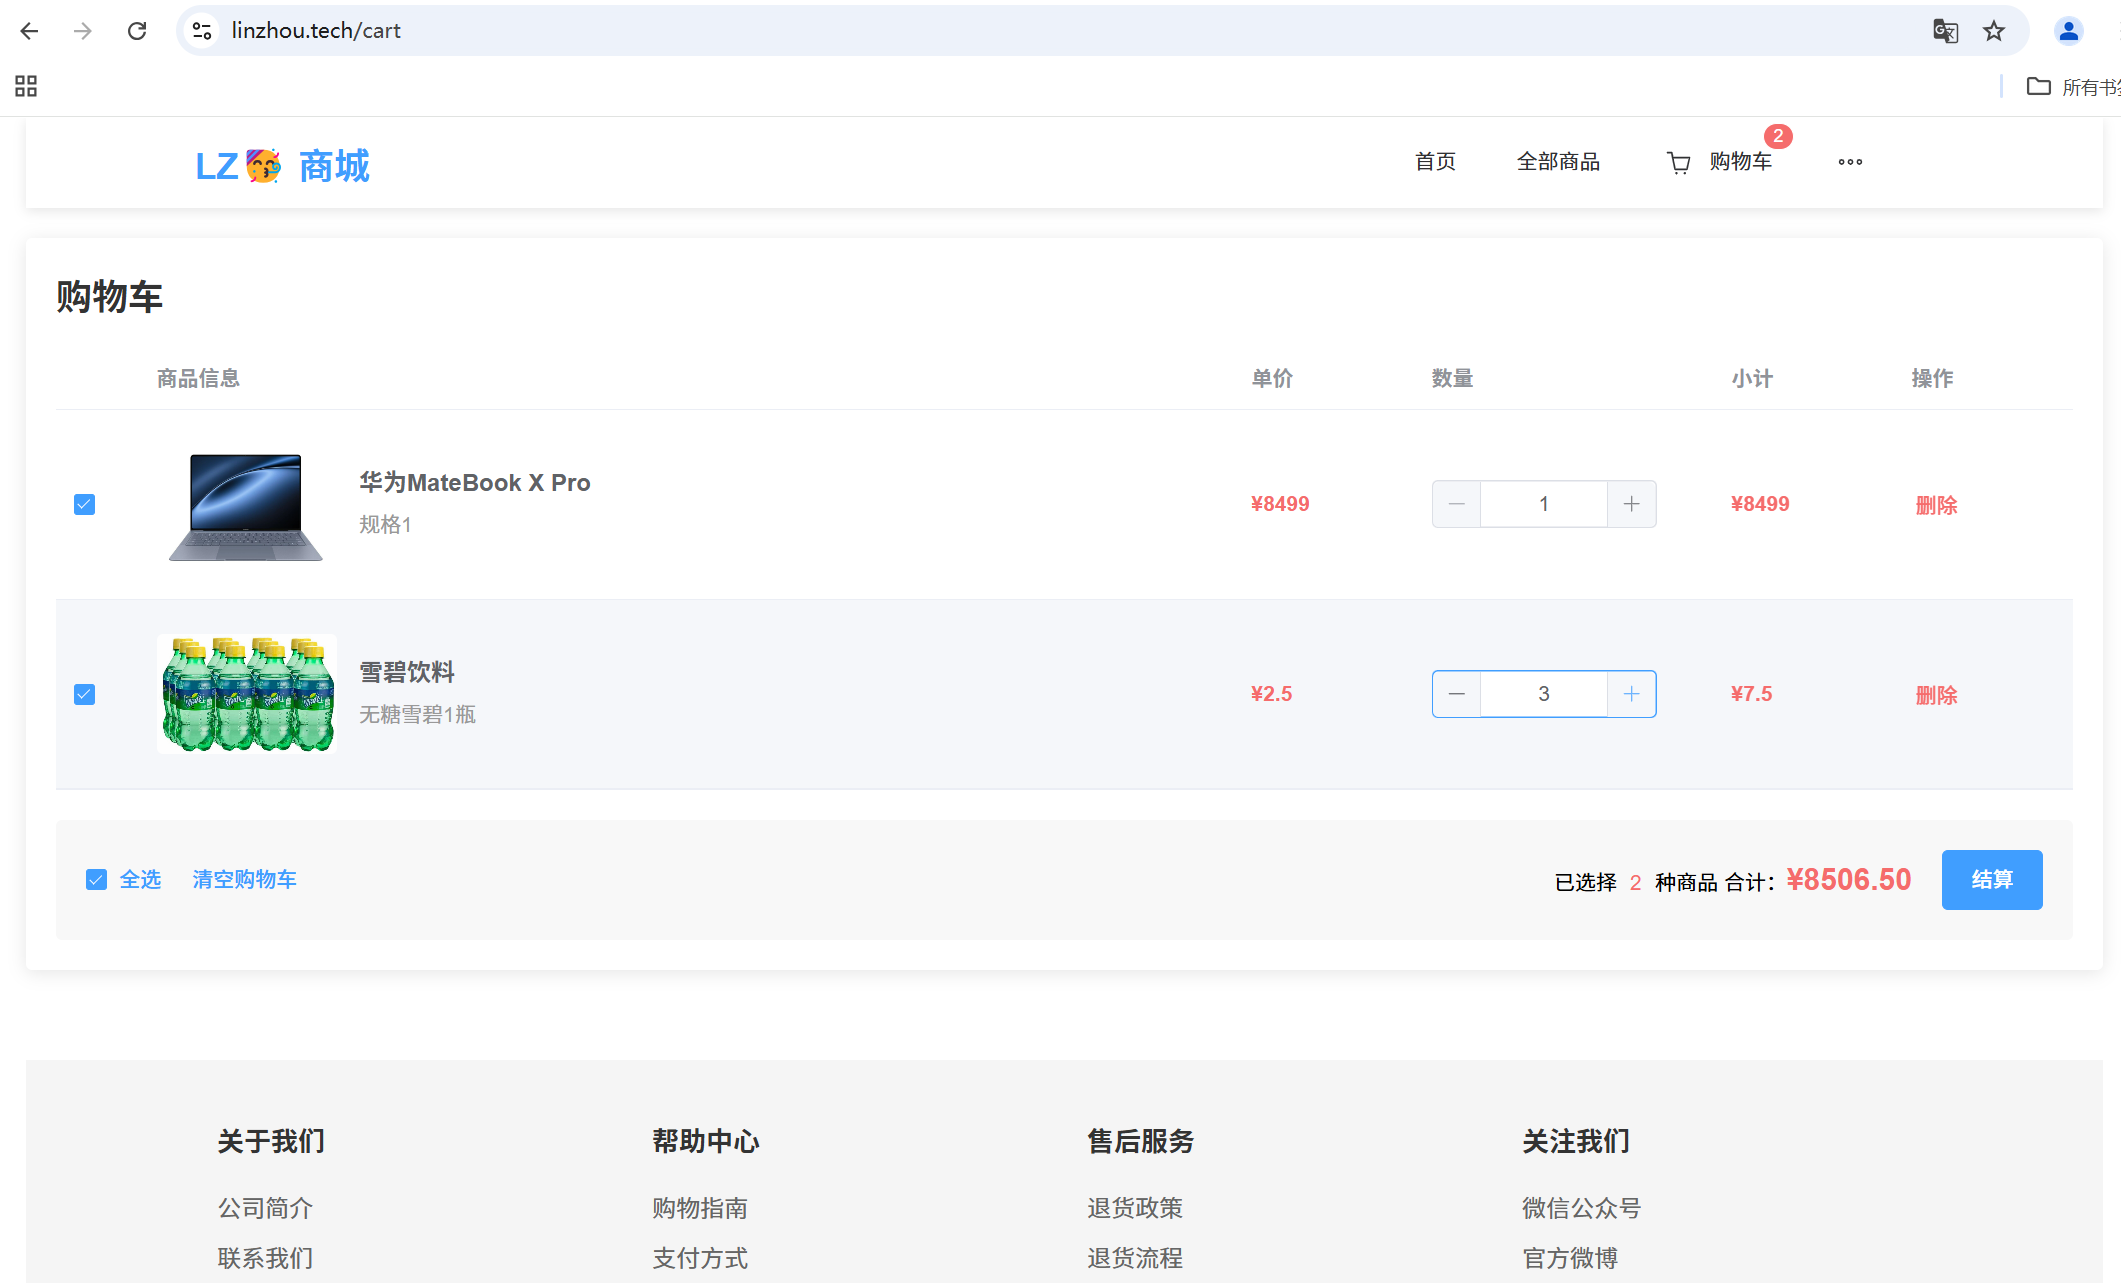 linzhou.tech/cart
所有书
LZ🥳 商城
首页
全部商品
购物车
2
...
购物车
商品信息 单价 数量 小计 操作
华为MateBook X Pro
规格1
¥8499 1 ¥8499 删除
雪碧饮料
无糖雪碧1瓶
¥2.5 3 ¥7.5 删除
全选 清空购物车 已选择 2 种商品 合计：¥8506.50 结算
关于我们 帮助中心 售后服务 关注我们
公司简介 购物指南 退货政策 微信公众号
联系我们 支付方式 退货流程 官方微博